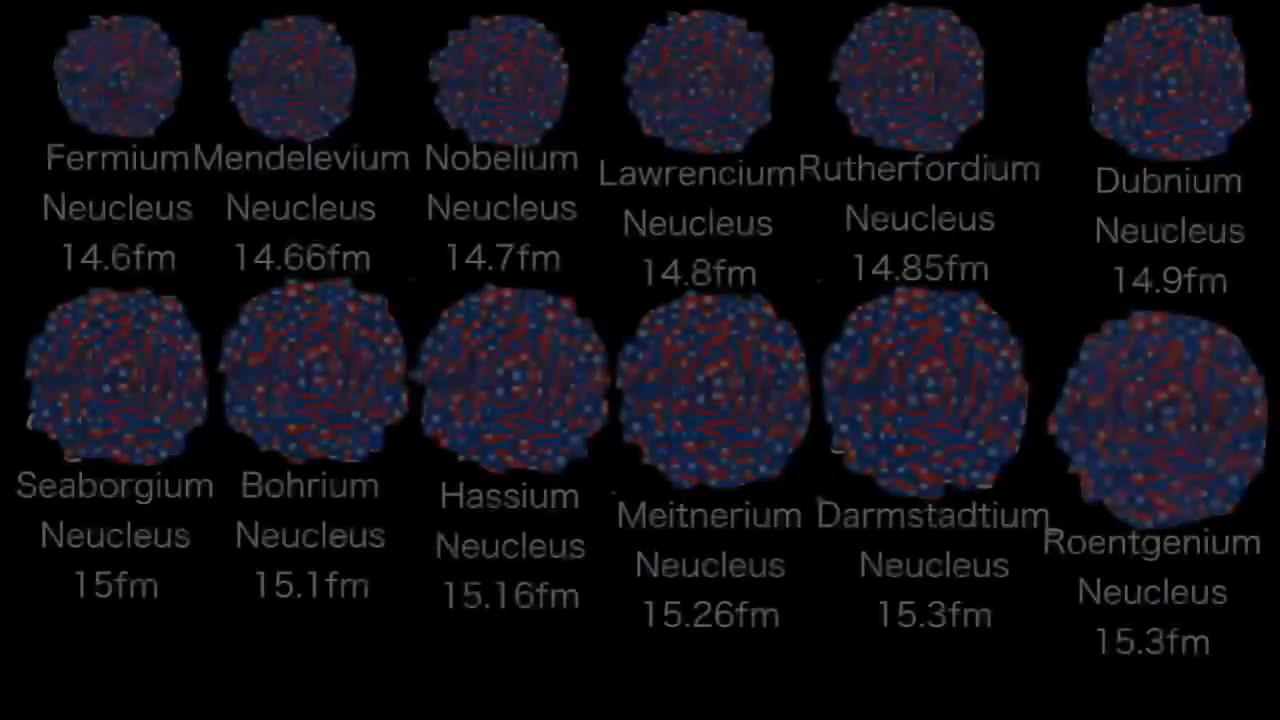 Fermium
Neucleus
14.6fm
Mendelevium
Neucleus
14.66fm
Nobelium
Neucleus
14.7fm
Lawrencium
Neucleus
14.8fm
Rutherfordium
Neucleus
14.85fm
Dubnium
Neucleus
14.9fm
Seaborgium
Neucleus
15fm
Bohrium
Neucleus
15.1fm
Hassium
Neucleus
15.16fm
Meitnerium
Neucleus
15.26fm
Darmstadtium
Neucleus
15.3fm
Roentgenium
Neucleus
15.3fm